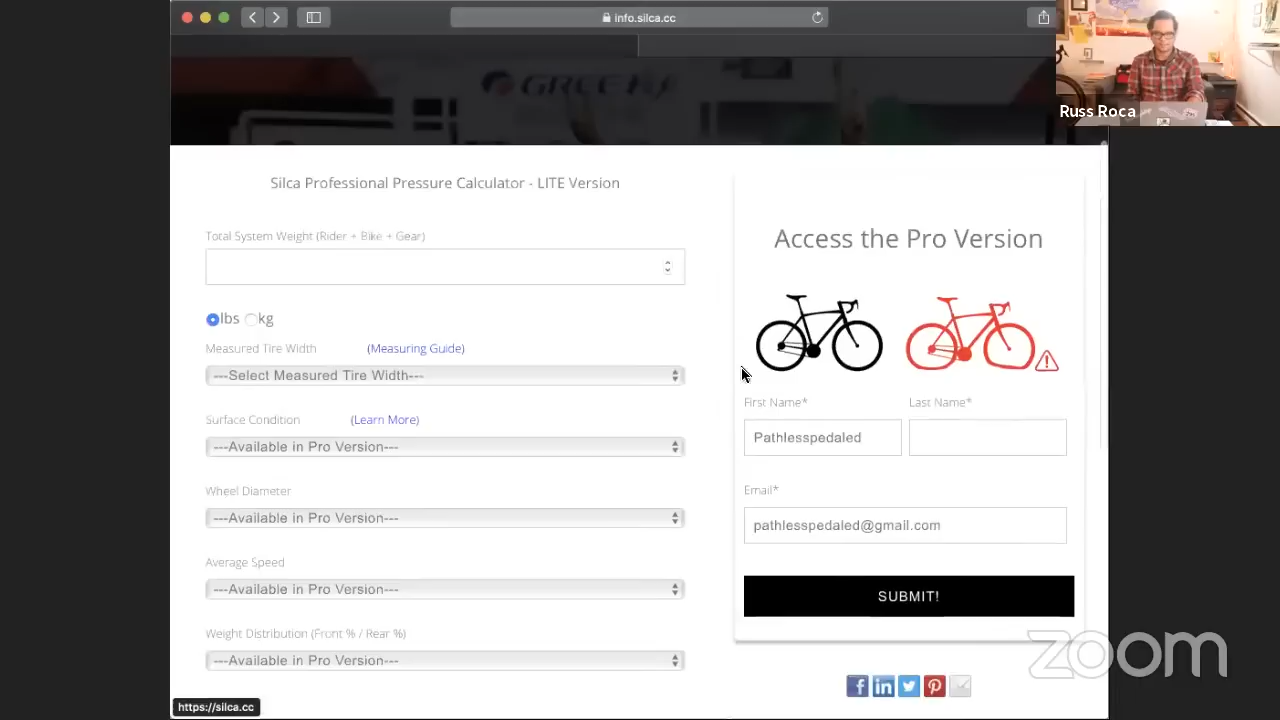 info.silca.cc
GREE
Russ Roca
Silca Professional Pressure Calculator - LITE Version
Total System Weight (Rider + Bike + Gear)
lbs kg
Measured Tire Width (Measuring Guide)
---Select Measured Tire Width---
Surface Condition (Learn More)
---Available in Pro Version---
Wheel Diameter
---Available in Pro Version---
Average Speed
---Available in Pro Version---
Weight Distribution (Front % / Rear %)
---Available in Pro Version---
https://silca.cc
Access the Pro Version
First Name* Last Name*
Pathlesspedaled
Email*
pathlesspedaled@gmail.com
SUBMIT!
zoom